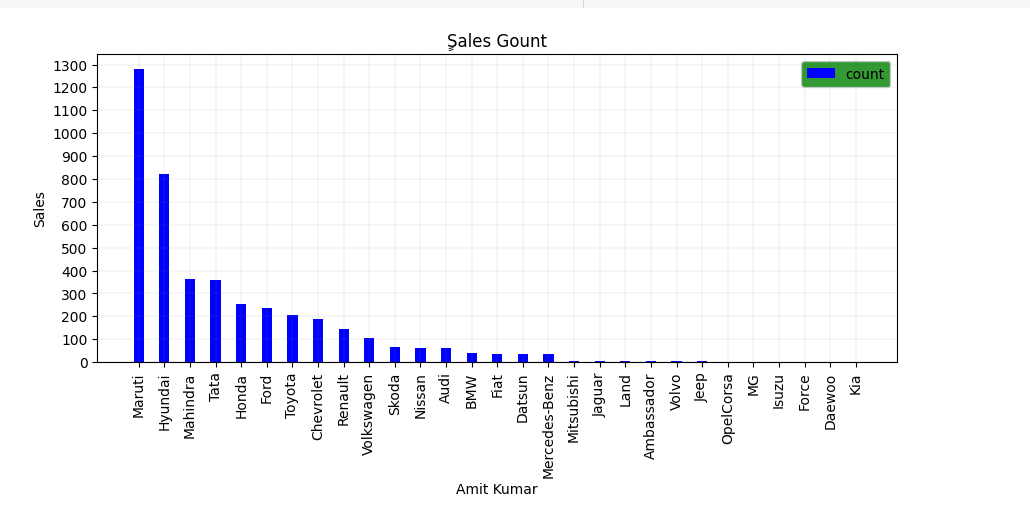 Sales Gount
count
1300
1200
1100
1000
900
800
700
600
500
400
300
200
100
0
Sales
Maruti
Hyundai
Mahindra
Tata
Honda
Ford
Toyota
Chevrolet
Renault
Volkswagen
Skoda
Nissan
Audi
BMW
Fiat
Datsun
Mercedes-Benz
Mitsubishi
Jaguar
Land
Ambassador
Volvo
Jeep
OpelCorsa
MG
Isuzu
Force
Daewoo
Kia
Amit Kumar